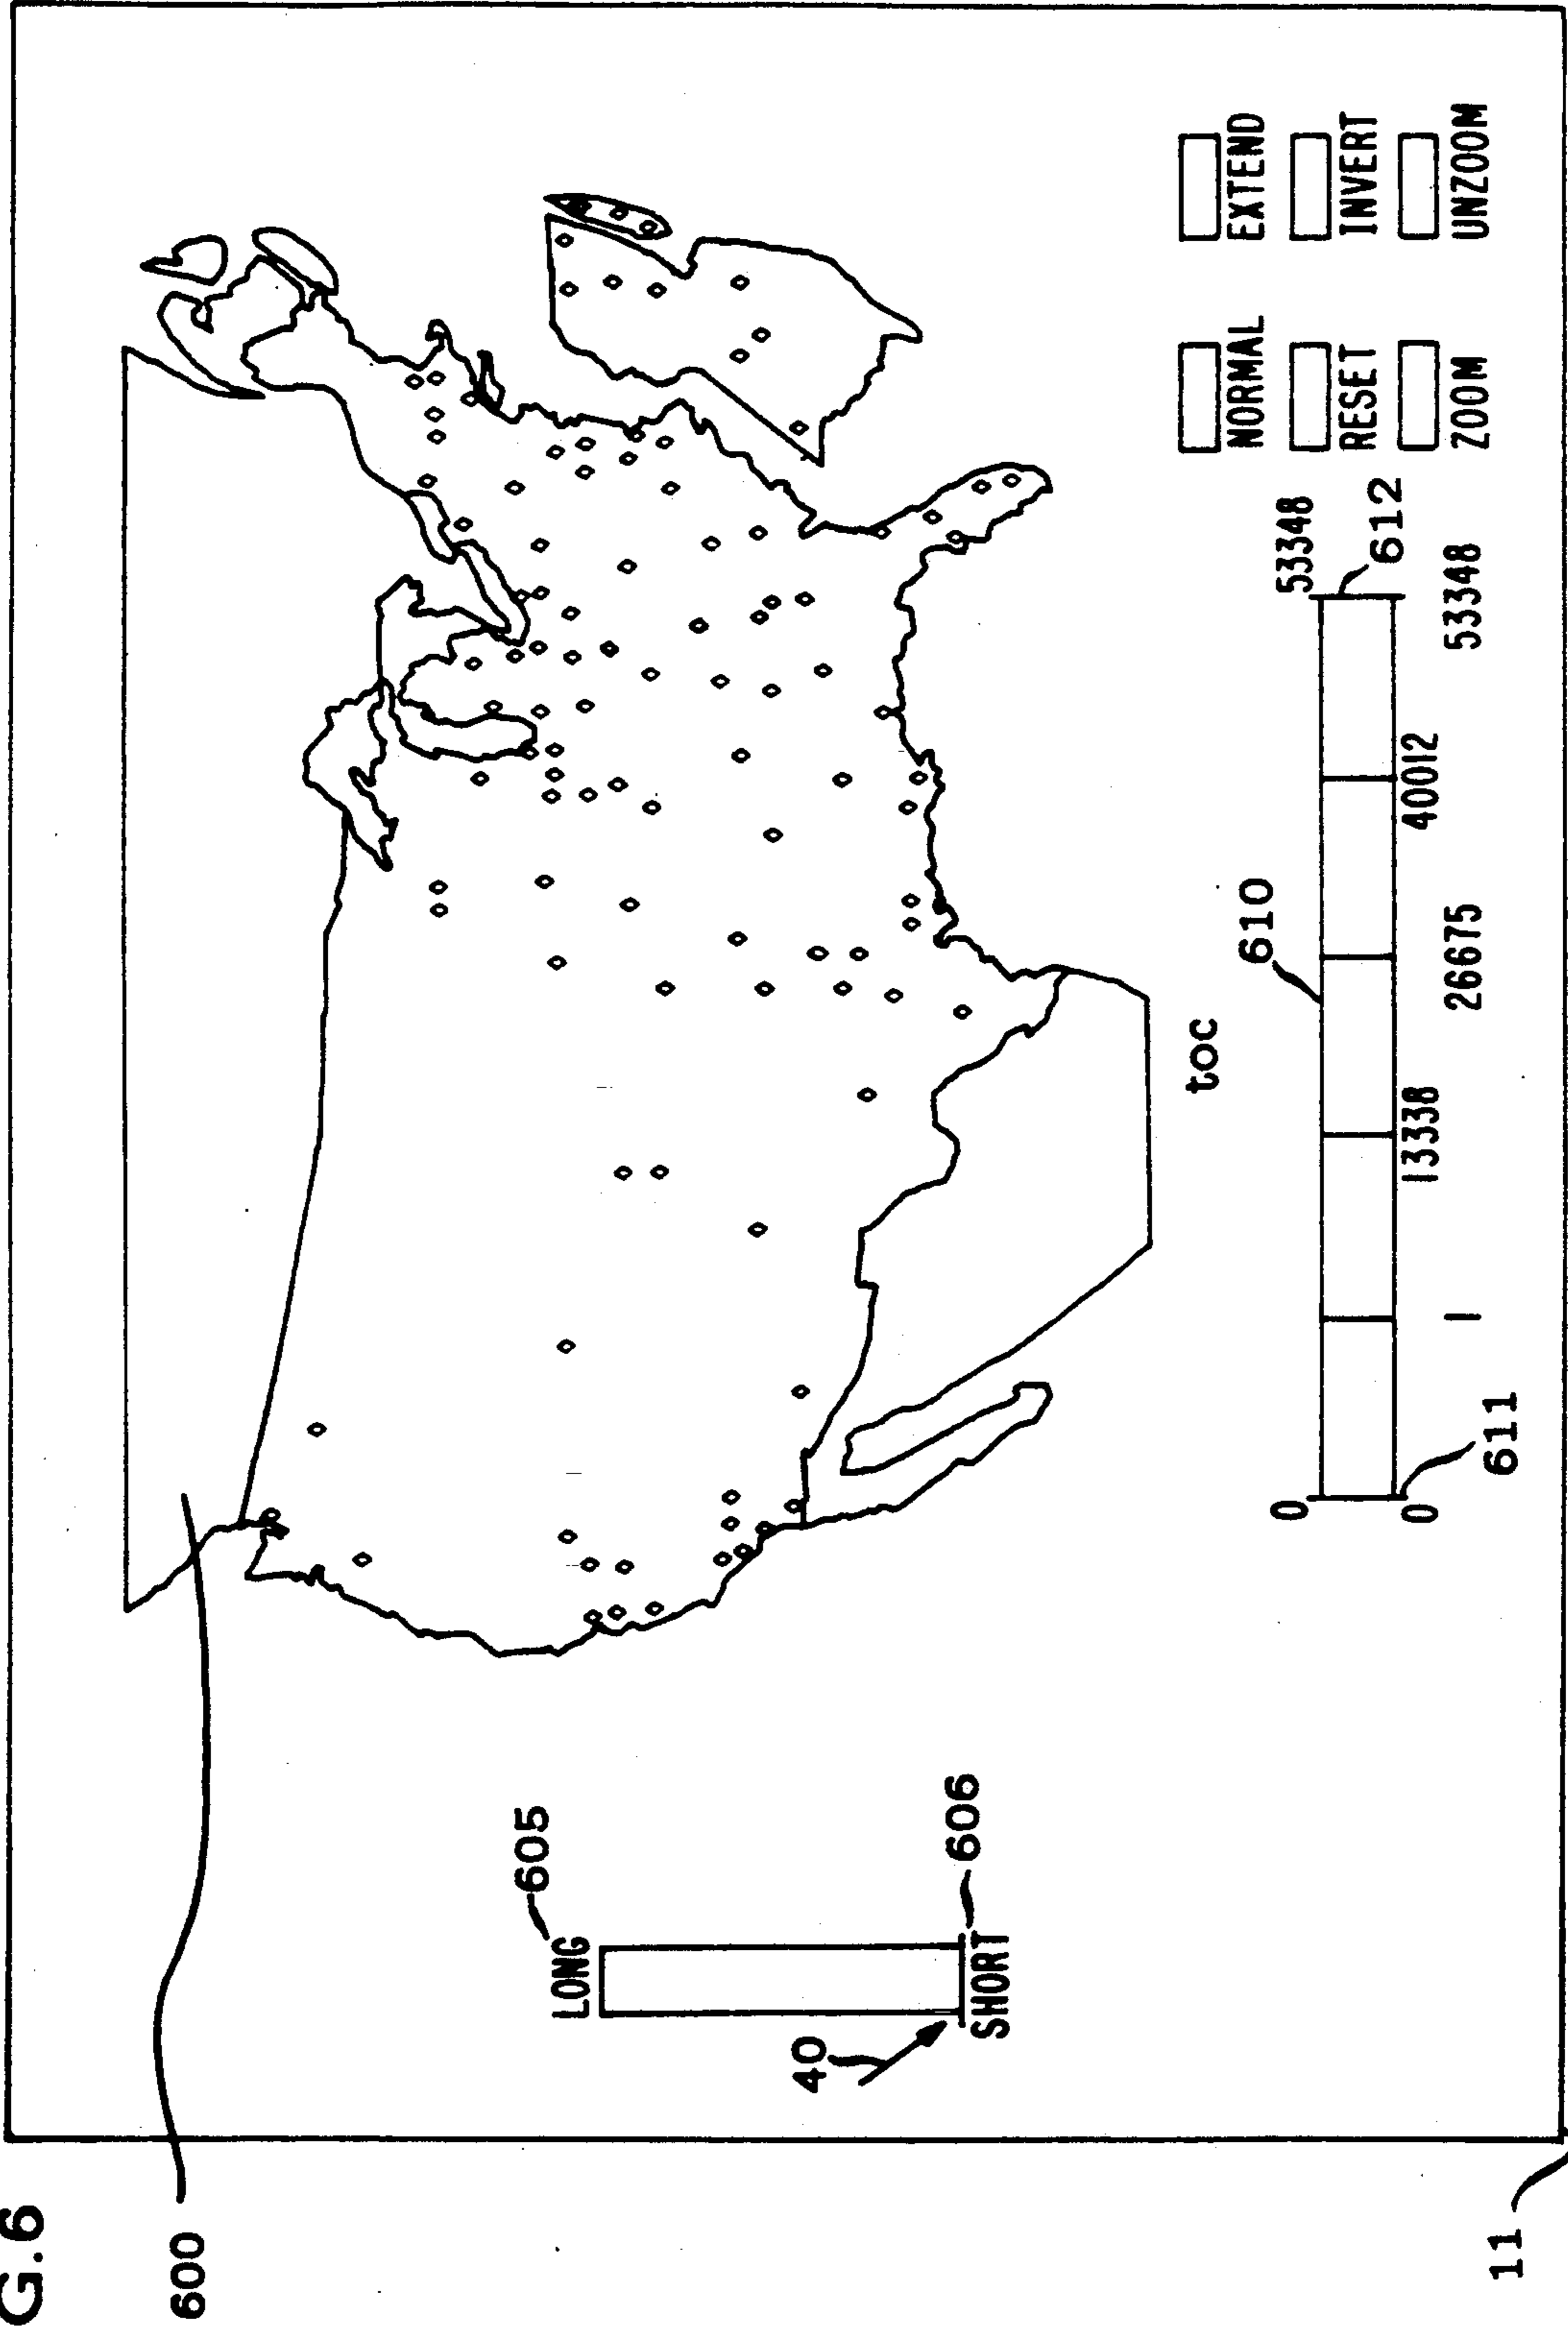 G.6
600
LONG
605
40
606
SHORT
toc
610
0
53348
612
0
13338
40012
1
26675
53348
611
NORMAL
EXTEND
RESET
INVERT
ZOOM
UNZOOM
11